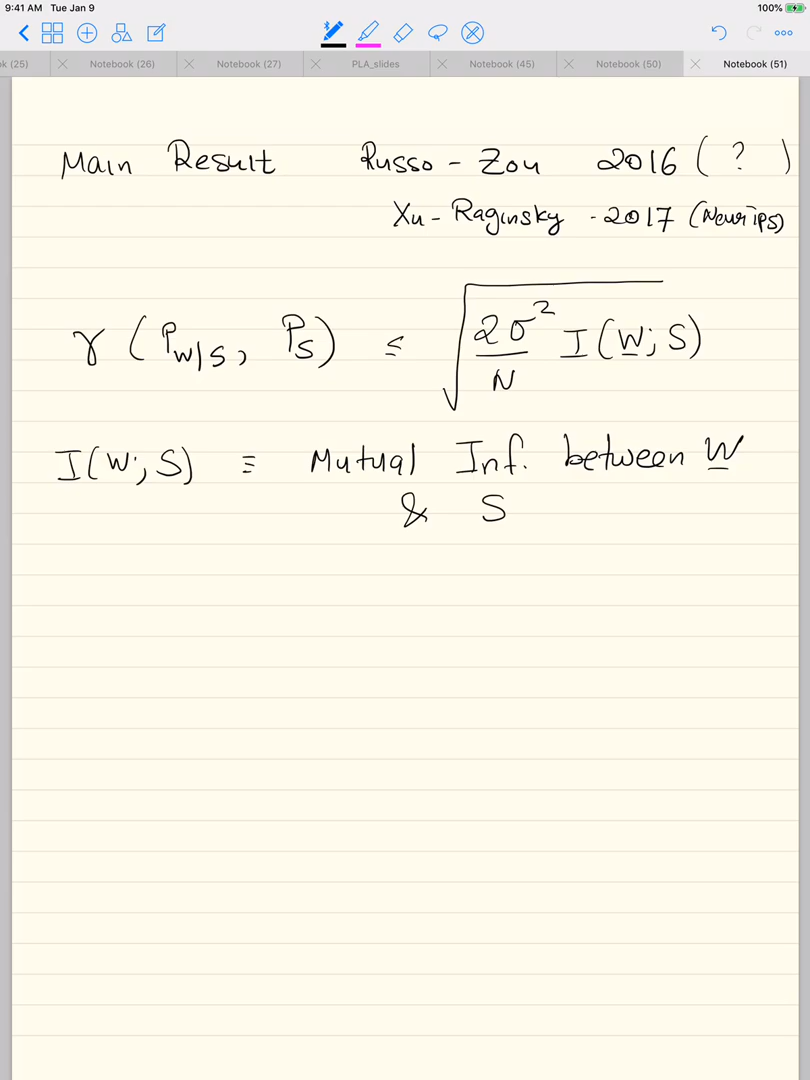 9:41 AM Tue Jan 9 100%
k (25) Notebook (26) Notebook (27) PLA_slides Notebook (45) Notebook (50) Notebook (51)
Main Result Russo - Zou 2016 ( ? )
Xu - Raginsky - 2017 (Neurips)
γ ( P_{W|S}, P_S ) ≤ √( 2σ² / N I(W; S) )
I(W; S) ≡ Mutual Inf. between W
& S